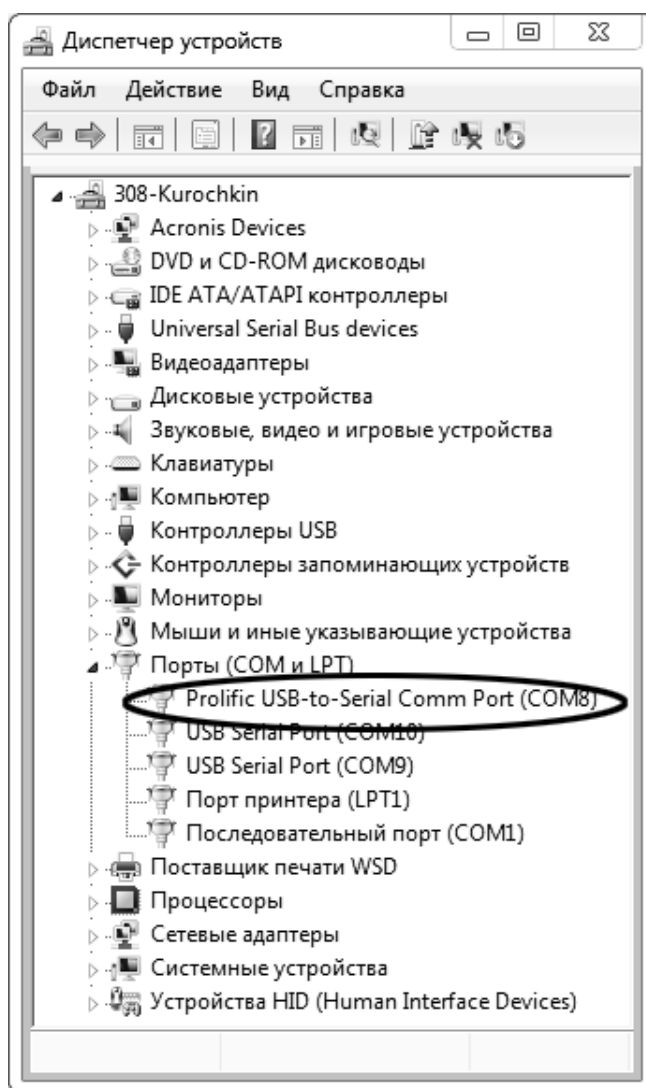 Диспетчер устройств
Файл Действие Вид Справка
308-Kurochkin
Acronis Devices
DVD и CD-ROM дисководы
IDE ATA/ATAPI контроллеры
Universal Serial Bus devices
Видеоадаптеры
Дисковые устройства
Звуковые, видео и игровые устройства
Клавиатуры
Компьютер
Контроллеры USB
Контроллеры запоминающих устройств
Мониторы
Мыши и иные указывающие устройства
Порты (COM и LPT)
Prolific USB-to-Serial Comm Port (COM8)
USB Serial Port (COM10)
USB Serial Port (COM9)
Порт принтера (LPT1)
Последовательный порт (COM1)
Поставщик печати WSD
Процессоры
Сетевые адаптеры
Системные устройства
Устройства HID (Human Interface Devices)